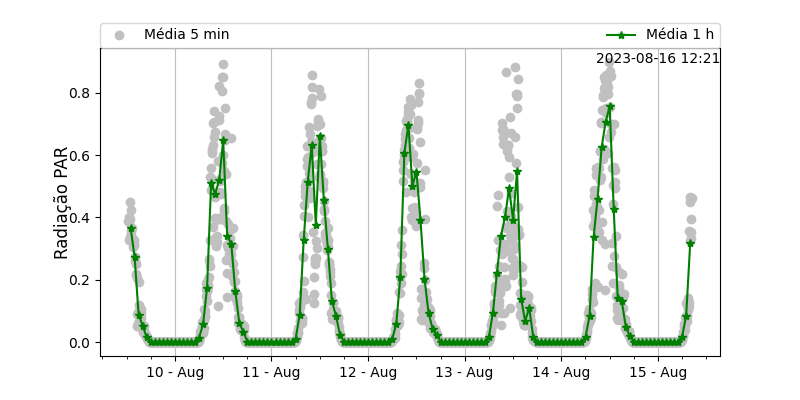 Média 5 min
Média 1 h
2023-08-16 12:21
Radiação PAR
0.8
0.6
0.4
0.2
0.0
10 - Aug
11 - Aug
12 - Aug
13 - Aug
14 - Aug
15 - Aug